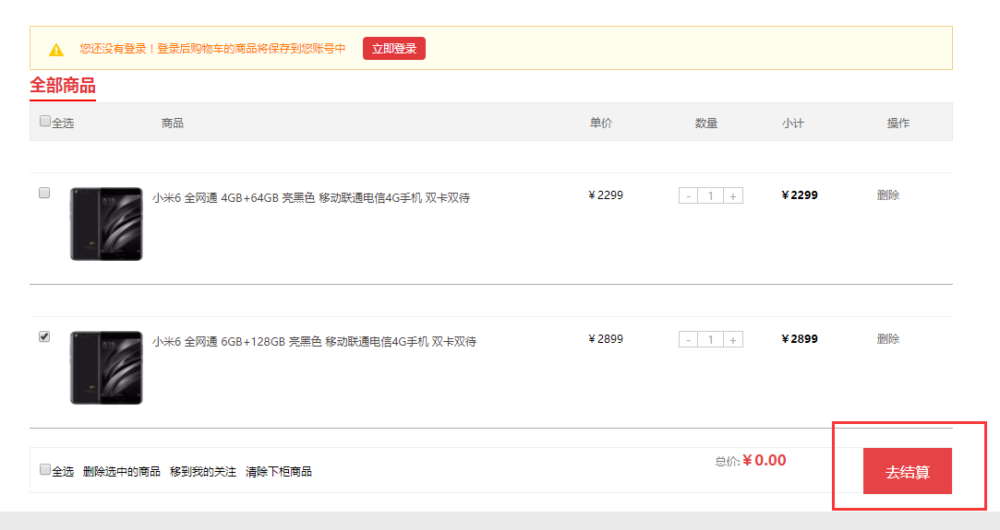 您还没有登录！登录后购物车的商品将保存到您账号中 立即登录
全部商品
全选 商品 单价 数量 小计 操作
小米6 全网通 4GB+64GB 亮黑色 移动联通电信4G手机 双卡双待 ￥2299 - 1 + ￥2299 删除
小米6 全网通 6GB+128GB 亮黑色 移动联通电信4G手机 双卡双待 ￥2899 - 1 + ￥2899 删除
全选 删除选中的商品 移到我的关注 清除下柜商品 总价:￥0.00 去结算